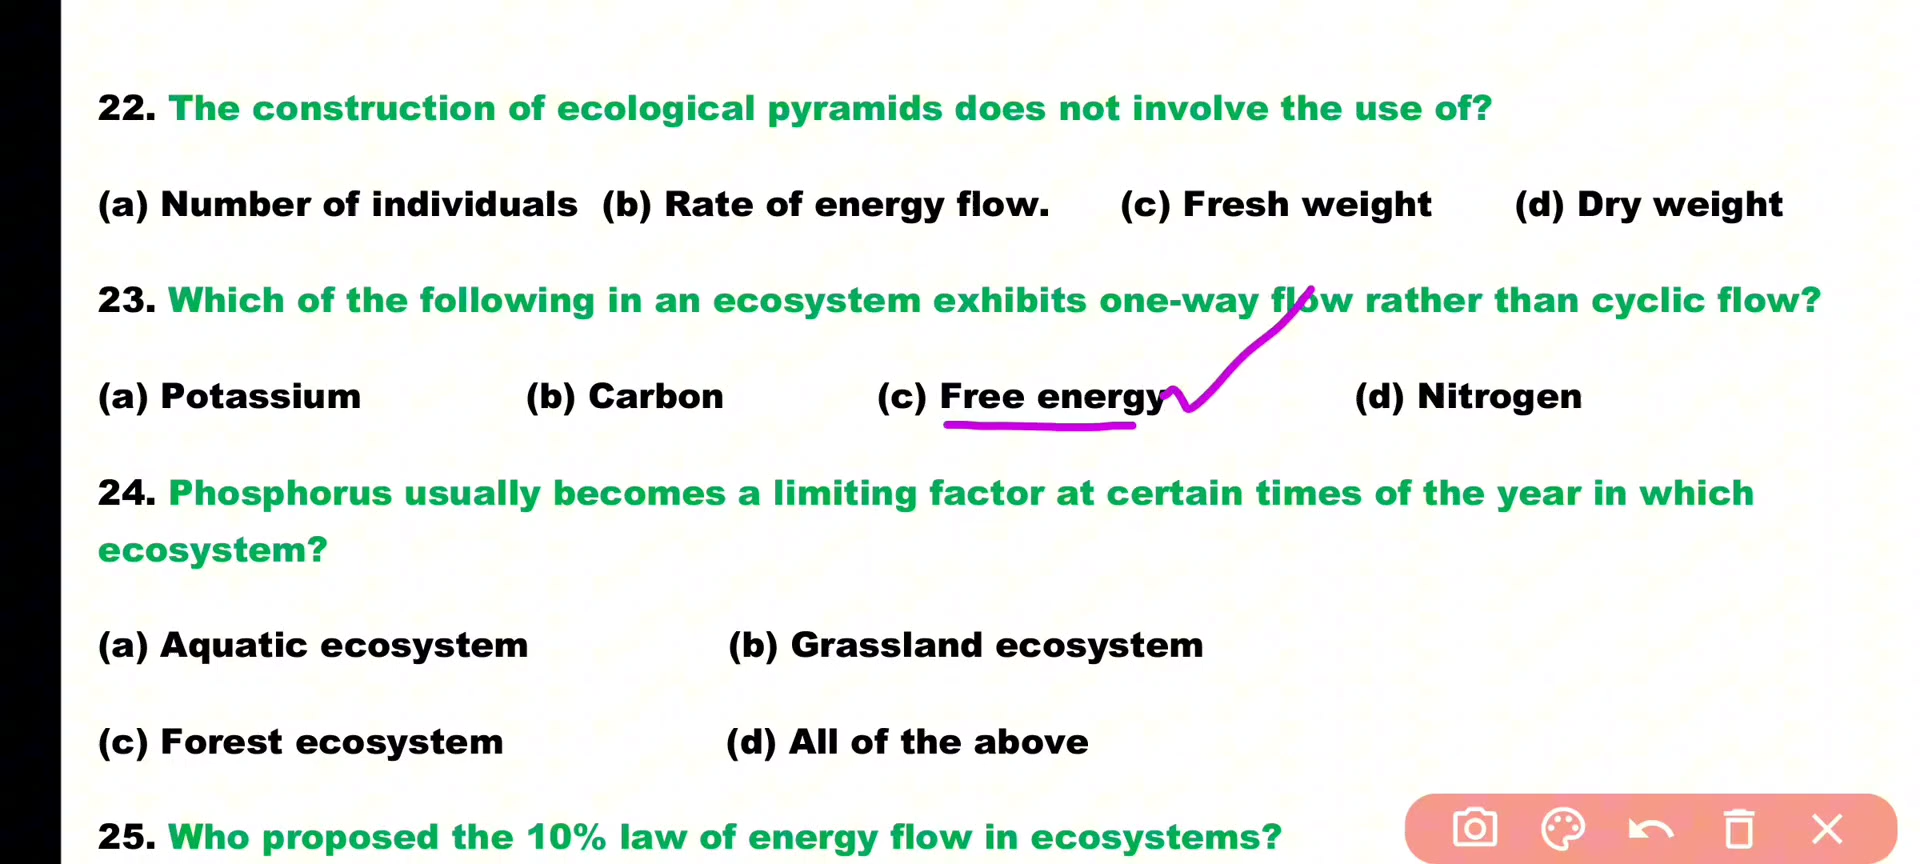 22. The construction of ecological pyramids does not involve the use of?
(a) Number of individuals (b) Rate of energy flow. (c) Fresh weight (d) Dry weight
23. Which of the following in an ecosystem exhibits one-way flow rather than cyclic flow?
(a) Potassium (b) Carbon (c) Free energy (d) Nitrogen
24. Phosphorus usually becomes a limiting factor at certain times of the year in which
ecosystem?
(a) Aquatic ecosystem (b) Grassland ecosystem
(c) Forest ecosystem (d) All of the above
25. Who proposed the 10% law of energy flow in ecosystems?